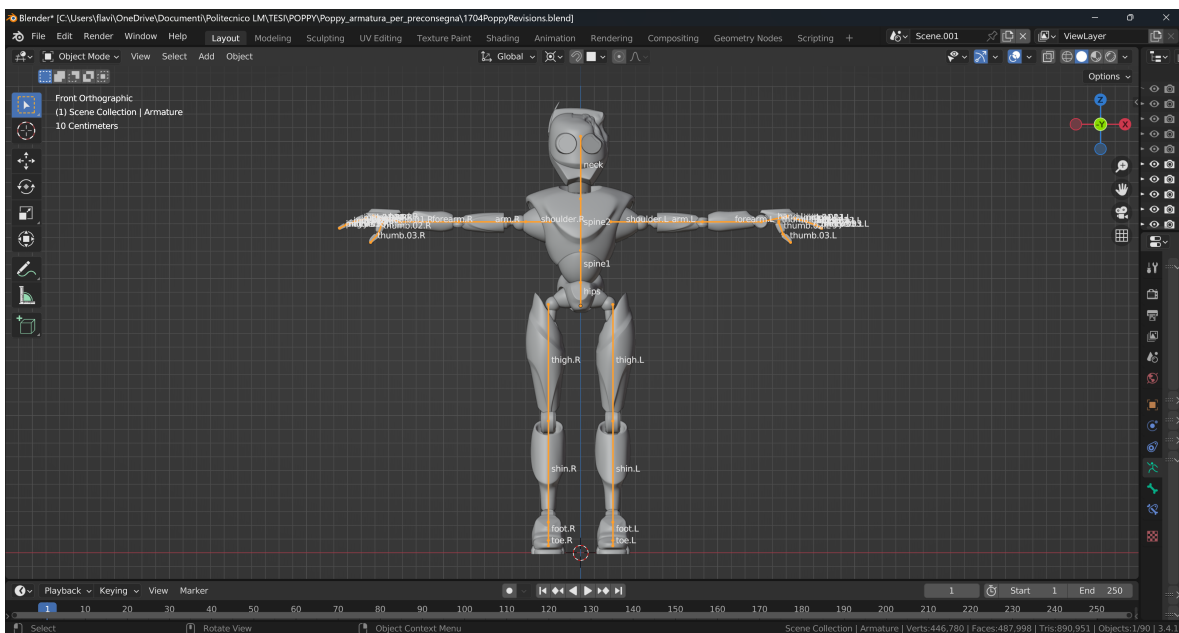 Blender* [C:\Users\flavi\OneDrive\Documenti\Politecnico LM\TESI\POPPY\Poppy_armatura_per_preconsegna\1704PoppyRevisions.blend]
File Edit Render Window Help Layout Modeling Sculpting UV Editing Texture Paint Shading Animation Rendering Compositing Geometry Nodes Scripting + Scene.001 ViewLayer
Object Mode View Select Add Object Global
Options
Front Orthographic
(1) Scene Collection | Armature
10 Centimeters
Z
-Y X
neck
forearm.R arm.R shoulder.R spine2 shoulder.L arm.L forearm.L
thumb.02.R
thumb.03.R thumb.03.L
spine1
hips
thigh.R thigh.L
shin.R shin.L
foot.R foot.L
toe.R toe.L
Playback Keying View Marker 1 Start 1 End 250
1 10 20 30 40 50 60 70 80 90 100 110 120 130 140 150 160 170 180 190 200 210 220 230 240 250
Select Rotate View Object Context Menu Scene Collection | Armature | Verts:446,780 | Faces:487,998 | Tris:890,951 | Objects:1/90 | 3.4.1